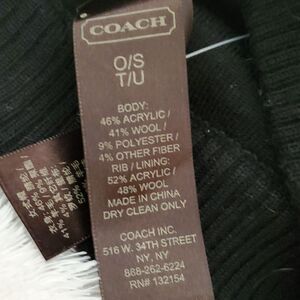 COACH
O/S
T/U
BODY:
46% ACRYLIC /
41% WOOL /
9% POLYESTER /
4% OTHER FIBER
RIB / LINING:
52% ACRYLIC /
48% WOOL
MADE IN CHINA
DRY CLEAN ONLY
COACH INC.
516 W. 34TH STREET
NY, NY
888-262-6224
RN# 132154